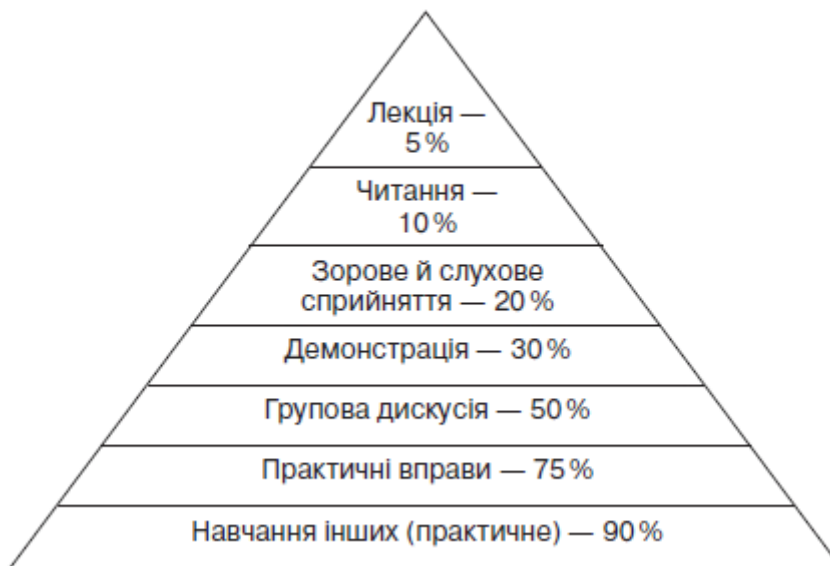 Лекція —
5 %
Читання —
10 %
Зорове й слухове
сприйняття — 20 %
Демонстрація — 30 %
Групова дискусія — 50 %
Практичні вправи — 75 %
Навчання інших (практичне) — 90 %